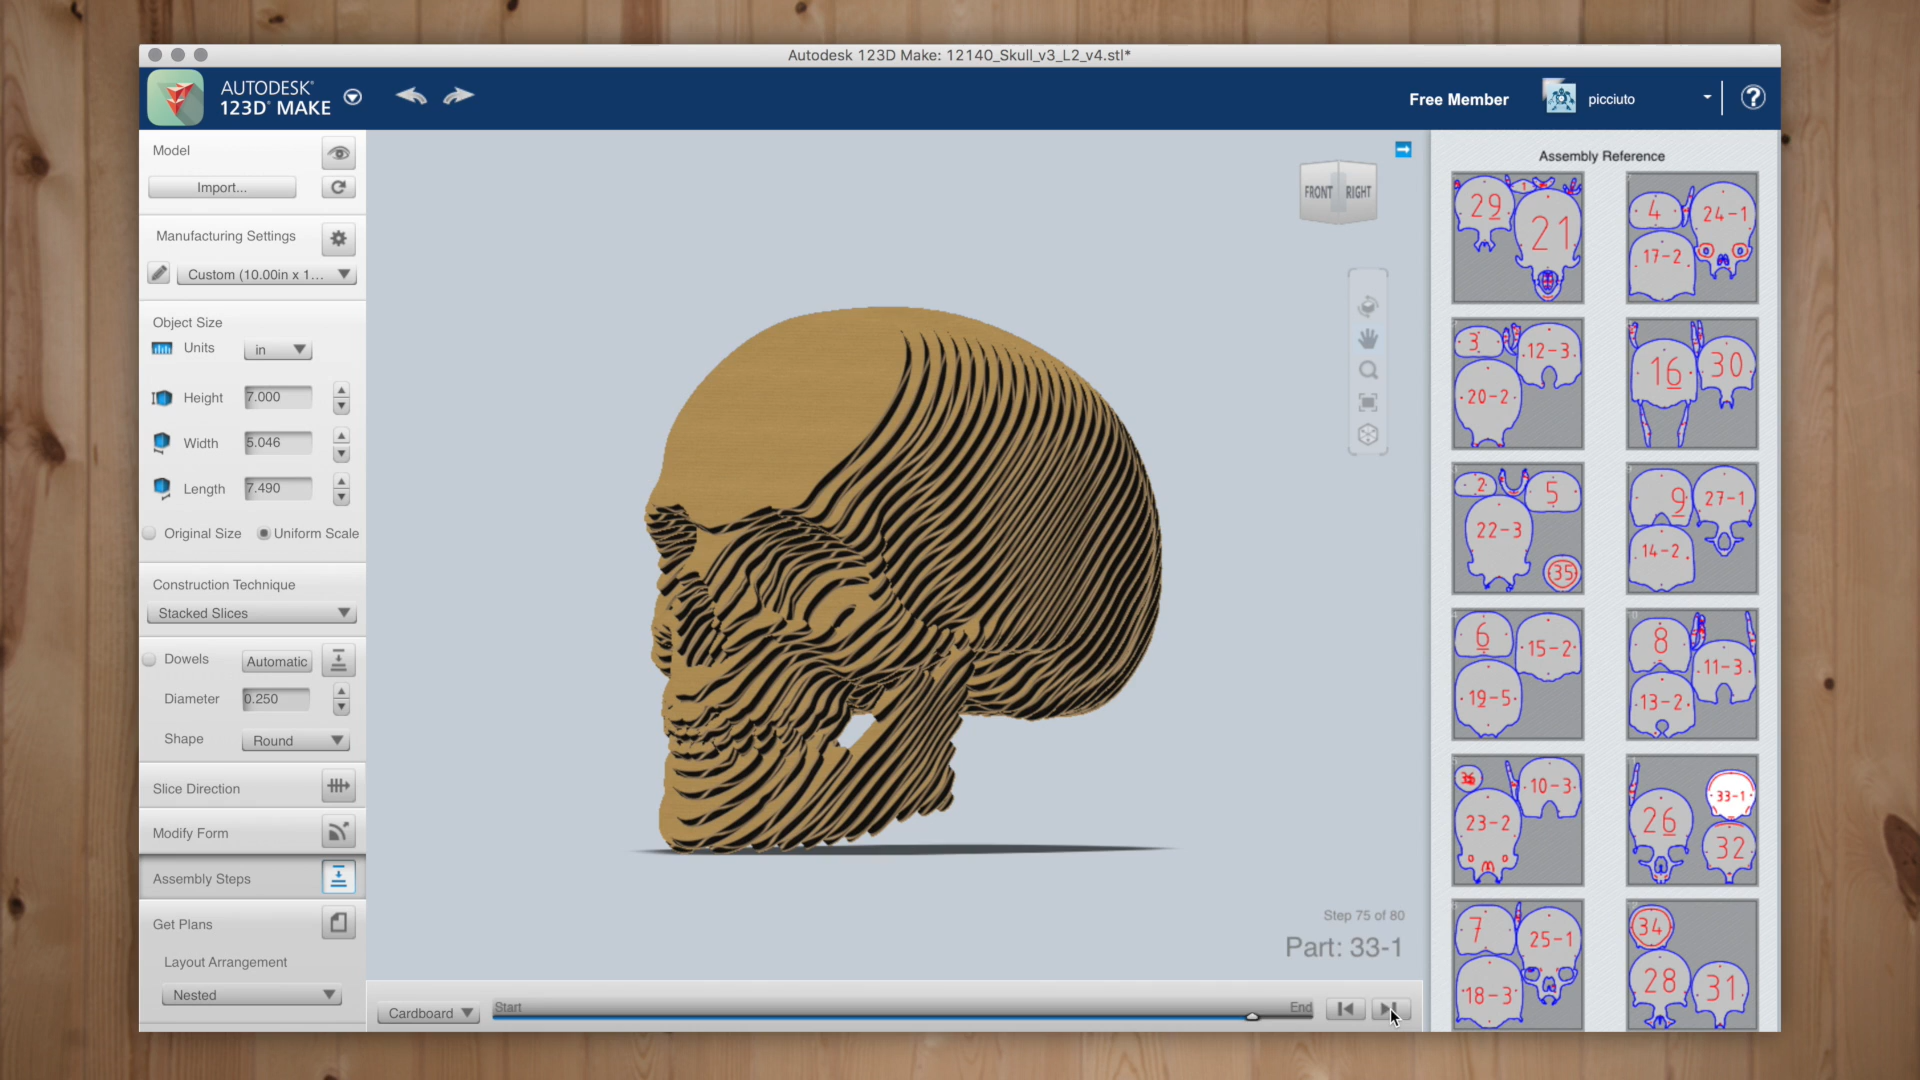 Autodesk 123D Make: 12140_Skull_v3_L2_v4.stl*
AUTODESK®
123D® MAKE
Free Member
picciuto
?
Model
Import...
Manufacturing Settings
Custom (10.00in x 1...
Object Size
Units
in
Height
7.000
Width
5.046
Length
7.490
Original Size
Uniform Scale
Construction Technique
Stacked Slices
Dowels
Automatic
Diameter
0.250
Shape
Round
Slice Direction
Modify Form
Assembly Steps
Get Plans
Layout Arrangement
Nested
FRONT
RIGHT
Step 75 of 80
Part: 33-1
Cardboard
Start
End
Assembly Reference
29
1
21
4
24-1
17-2
3
12-3
20-2
16
30
2
5
22-3
35
9
27-1
14-2
6
15-2
19-5
8
11-3
13-2
36
10-3
23-2
26
33-1
32
7
25-1
18-3
34
28
31